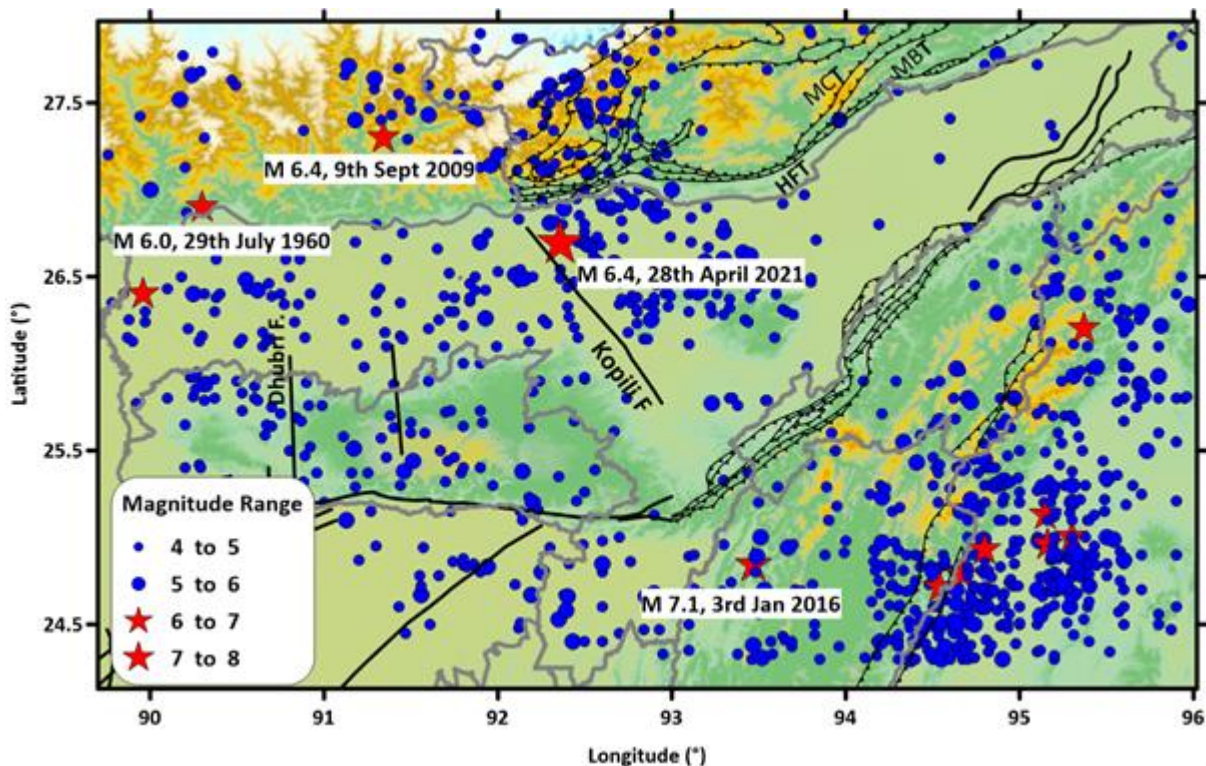 27.5
26.5
25.5
24.5
Latitude (°)
MCT
MBT
HFT
M 6.4, 9th Sept 2009
M 6.0, 29th July 1960
M 6.4, 28th April 2021
Dhubri F.
Kopili F
M 7.1, 3rd Jan 2016
Magnitude Range
4 to 5
5 to 6
6 to 7
7 to 8
90 91 92 93 94 95 96
Longitude (°)